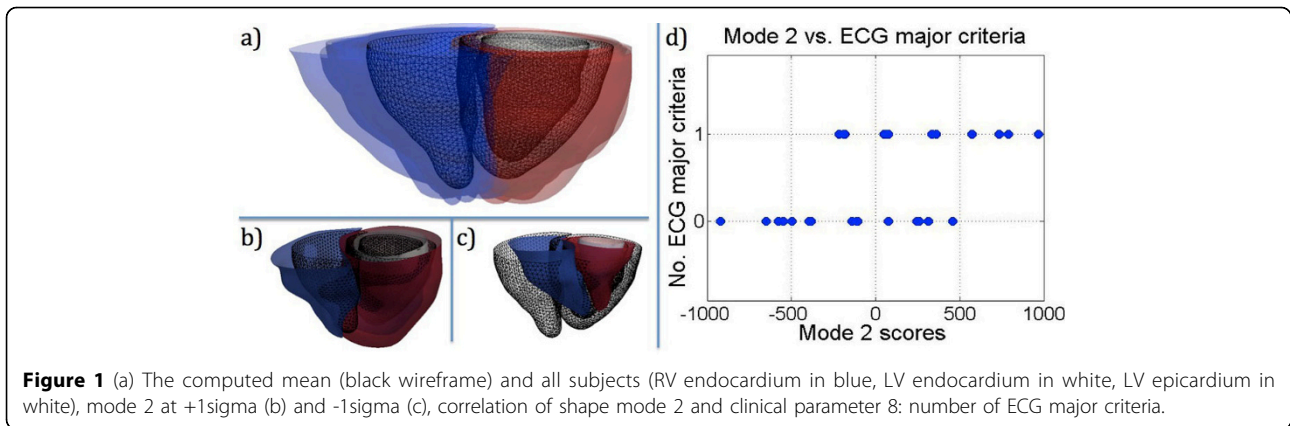 a)
b)
c)
d)
Mode 2 vs. ECG major criteria
No. ECG major criteria
1
0
-1000 -500 0 500 1000
Mode 2 scores
Figure 1 (a) The computed mean (black wireframe) and all subjects (RV endocardium in blue, LV endocardium in white, LV epicardium in
white), mode 2 at +1sigma (b) and -1sigma (c), correlation of shape mode 2 and clinical parameter 8: number of ECG major criteria.